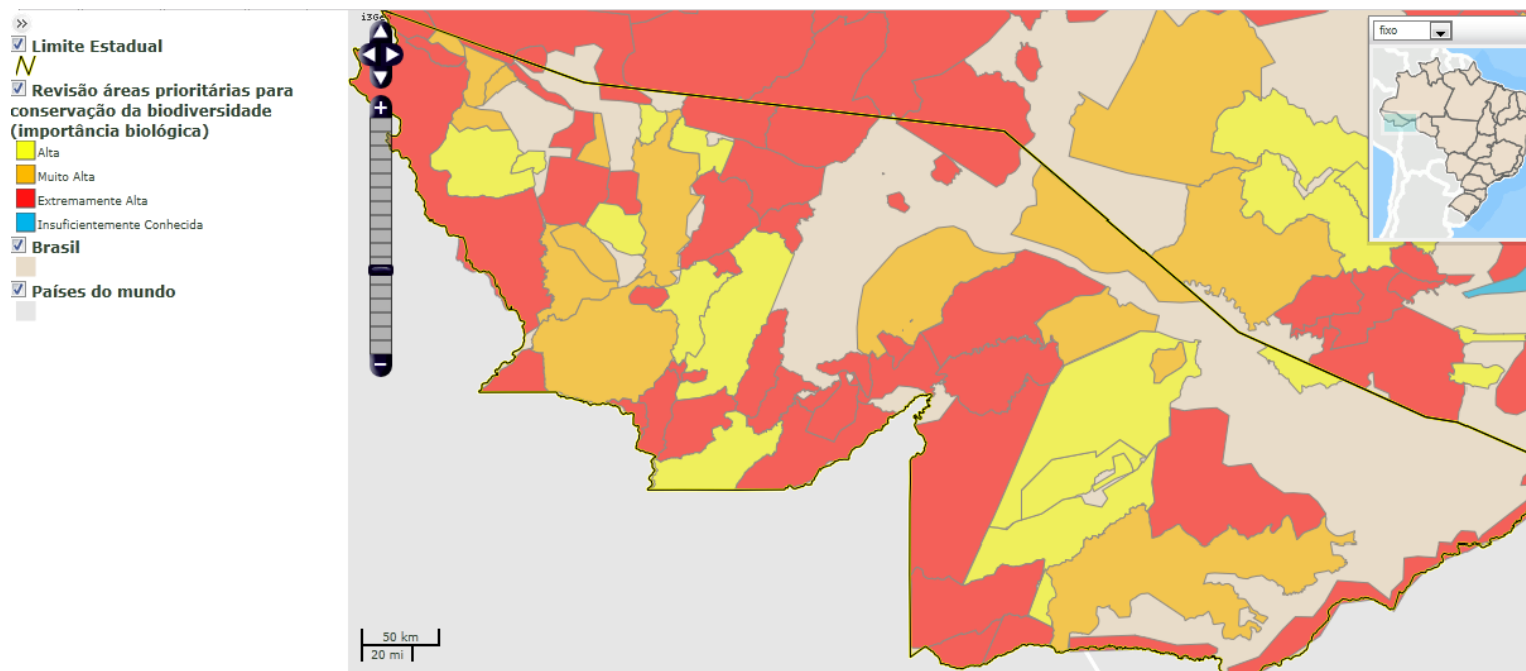 »
Limite Estadual
Revisão áreas prioritárias para
conservação da biodiversidade
(importância biológica)
Alta
Muito Alta
Extremamente Alta
Insuficientemente Conhecida
Brasil
Países do mundo
+
−
50 km
20 mi
fixo